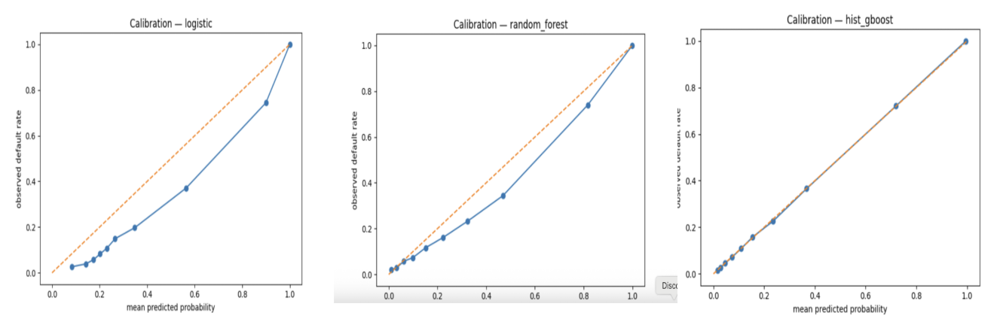 Calibration — logistic
observed default rate
1.0
0.8
0.6
0.4
0.2
0.0
0.0 0.2 0.4 0.6 0.8 1.0
mean predicted probability
Calibration — random_forest
observed default rate
1.0
0.8
0.6
0.4
0.2
0.0
0.0 0.2 0.4 0.6 0.8 1.0
Disco
Calibration — hist_gboost
observed default rate
1.0
0.8
0.6
0.4
0.2
0.0
0.0 0.2 0.4 0.6 0.8 1.0
mean predicted probability